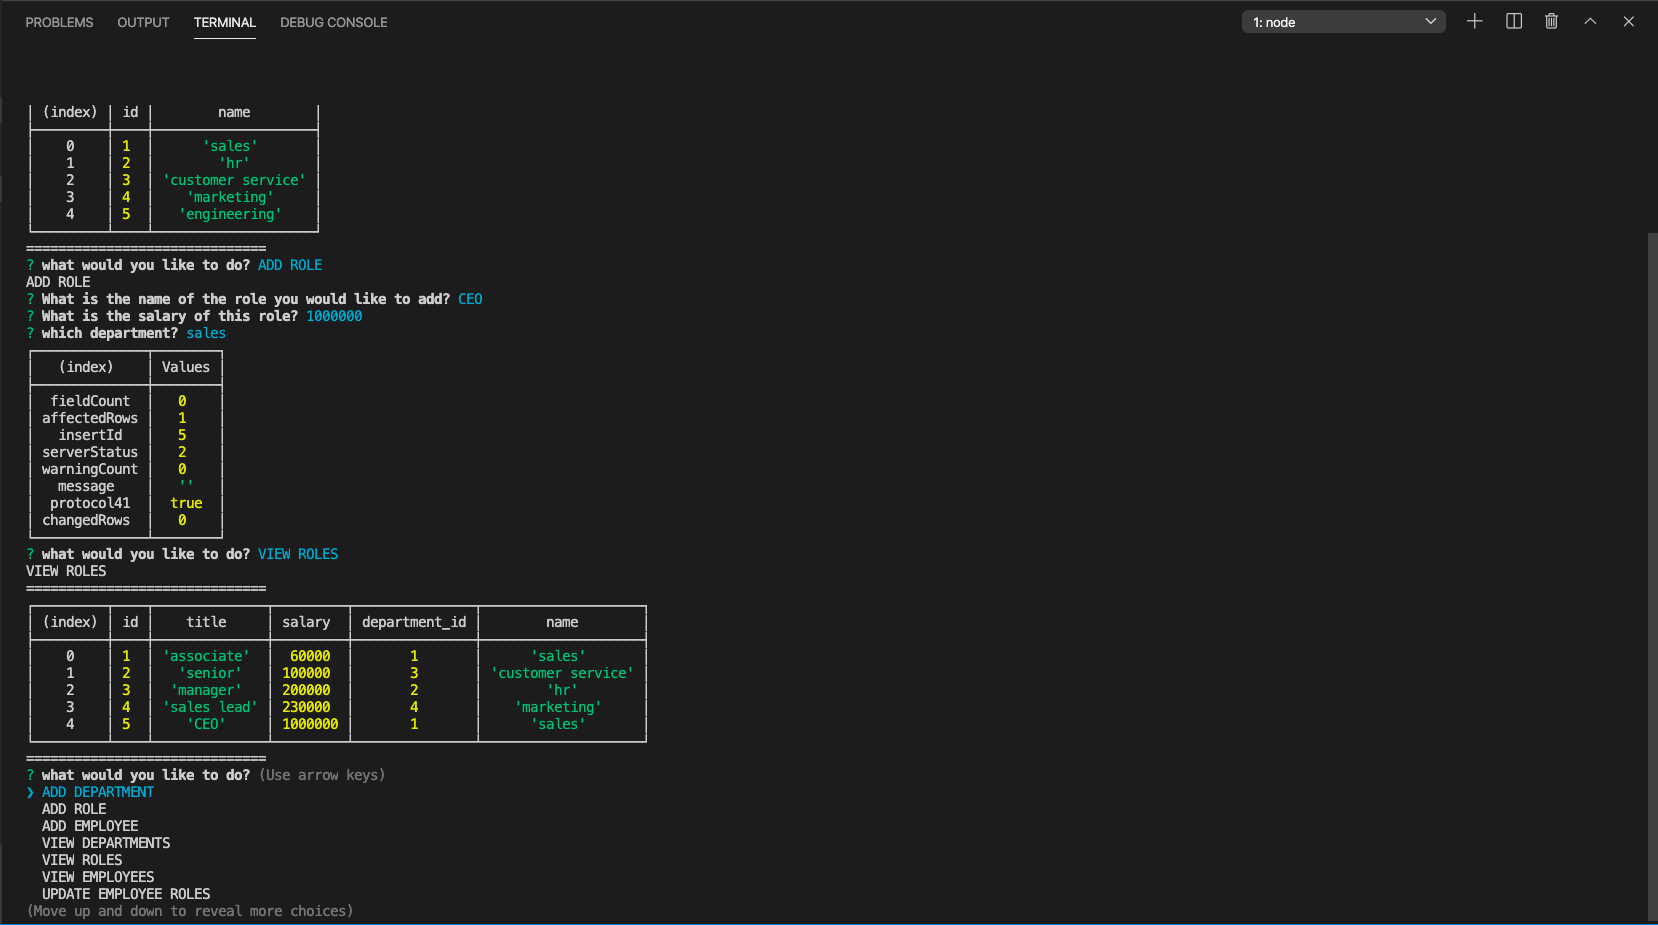 PROBLEMS OUTPUT TERMINAL DEBUG CONSOLE 1: node
(index) id name
0 1 'sales'
1 2 'hr'
2 3 'customer service'
3 4 'marketing'
4 5 'engineering'
==============================
? what would you like to do? ADD ROLE
ADD ROLE
? What is the name of the role you would like to add? CEO
? What is the salary of this role? 1000000
? which department? sales
(index) Values
fieldCount 0
affectedRows 1
insertId 5
serverStatus 2
warningCount 0
message ''
protocol41 true
changedRows 0
? what would you like to do? VIEW ROLES
VIEW ROLES
==============================
(index) id title salary department_id name
0 1 'associate' 60000 1 'sales'
1 2 'senior' 100000 3 'customer service'
2 3 'manager' 200000 2 'hr'
3 4 'sales lead' 230000 4 'marketing'
4 5 'CEO' 1000000 1 'sales'
==============================
? what would you like to do? (Use arrow keys)
❯ ADD DEPARTMENT
ADD ROLE
ADD EMPLOYEE
VIEW DEPARTMENTS
VIEW ROLES
VIEW EMPLOYEES
UPDATE EMPLOYEE ROLES
(Move up and down to reveal more choices)